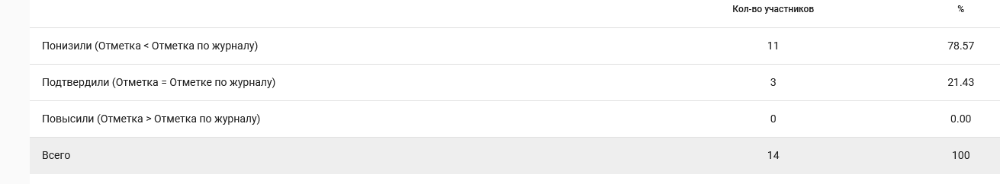 Кол-во участников %
Понизили (Отметка < Отметка по журналу) 11 78.57
Подтвердили (Отметка = Отметке по журналу) 3 21.43
Повысили (Отметка > Отметка по журналу) 0 0.00
Всего 14 100